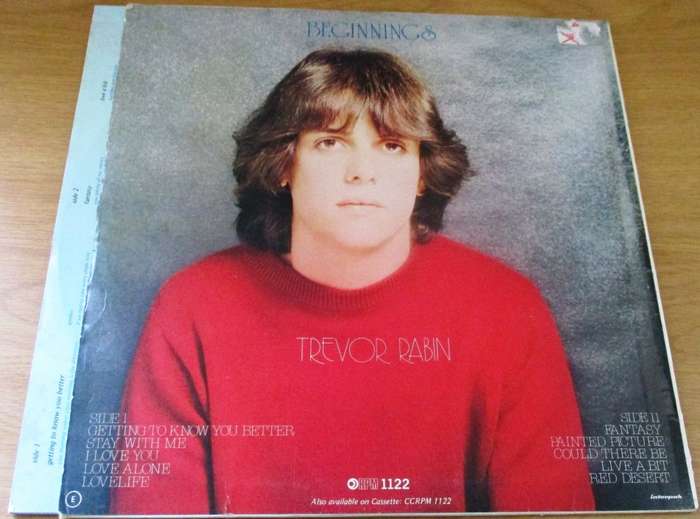 BEGINNINGS
TREVOR RABIN
SIDE 1
GETTING TO KNOW YOU BETTER
STAY WITH ME
I LOVE YOU
LOVE ALONE
LOVELIFE
SIDE 11
FANTASY
PAINTED PICTURE
COULD THERE BE
LIVE A BIT
RED DESERT
E
RPM 1122
Also available on Cassette: CCRPM 1122
interpak
side 1
getting to know you better
side 2
fantasy